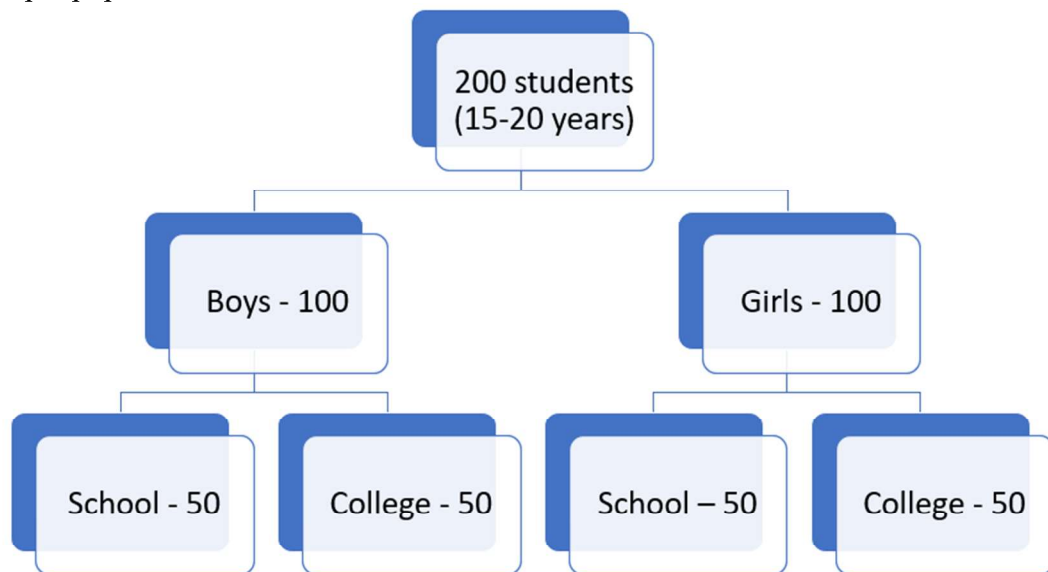 200 students
(15-20 years)
Boys - 100
Girls - 100
School - 50
College - 50
School – 50
College - 50